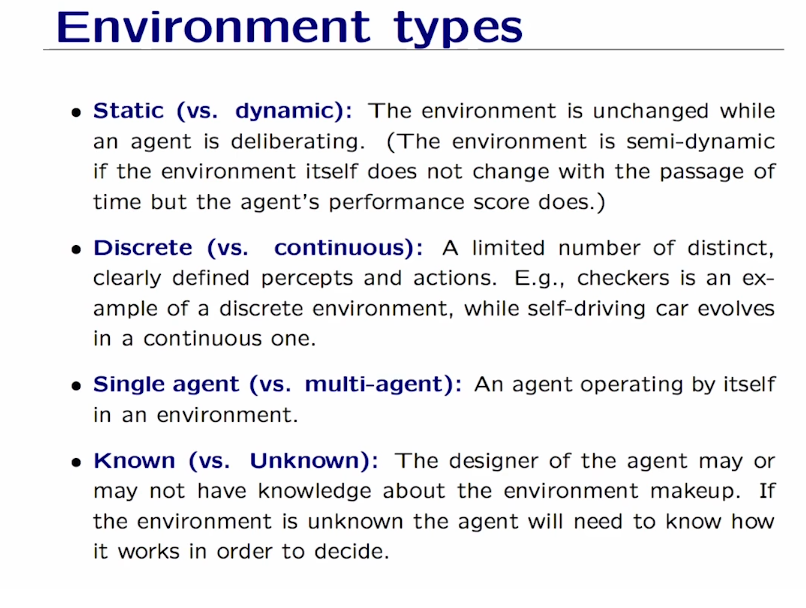 Environment types
• Static (vs. dynamic): The environment is unchanged while
an agent is deliberating. (The environment is semi-dynamic
if the environment itself does not change with the passage of
time but the agent's performance score does.)
• Discrete (vs. continuous): A limited number of distinct,
clearly defined percepts and actions. E.g., checkers is an ex-
ample of a discrete environment, while self-driving car evolves
in a continuous one.
• Single agent (vs. multi-agent): An agent operating by itself
in an environment.
• Known (vs. Unknown): The designer of the agent may or
may not have knowledge about the environment makeup. If
the environment is unknown the agent will need to know how
it works in order to decide.